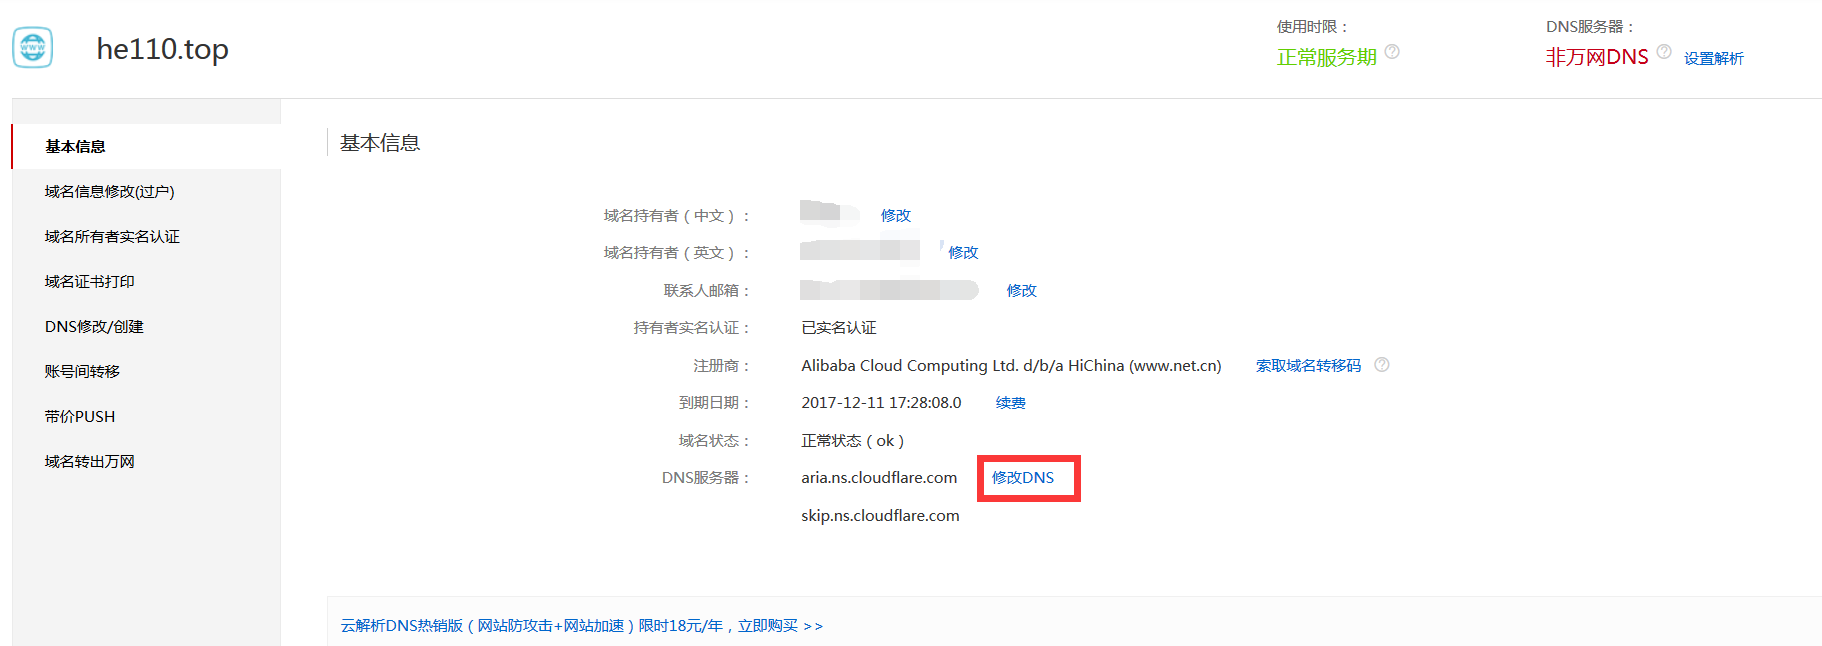 www
he110.top
使用时限：
正常服务期 ?
DNS服务器：
非万网DNS ? 设置解析
基本信息
域名信息修改(过户)
域名所有者实名认证
域名证书打印
DNS修改/创建
账号间转移
带价PUSH
域名转出万网
基本信息
域名持有者（中文）： 修改
域名持有者（英文）： 修改
联系人邮箱： 修改
持有者实名认证： 已实名认证
注册商： Alibaba Cloud Computing Ltd. d/b/a HiChina (www.net.cn) 索取域名转移码 ?
到期日期： 2017-12-11 17:28:08.0 续费
域名状态： 正常状态（ok）
DNS服务器： aria.ns.cloudflare.com 修改DNS
skip.ns.cloudflare.com
云解析DNS热销版（网站防攻击+网站加速）限时18元/年，立即购买 >>